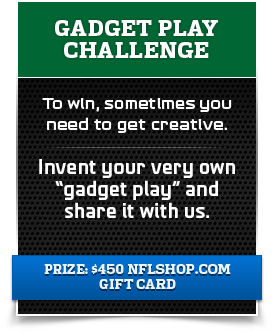 GADGET PLAY
CHALLENGE
To win, sometimes you
need to get creative.
Invent your very own
“gadget play” and
share it with us.
PRIZE: $450 NFLSHOP.COM
GIFT CARD